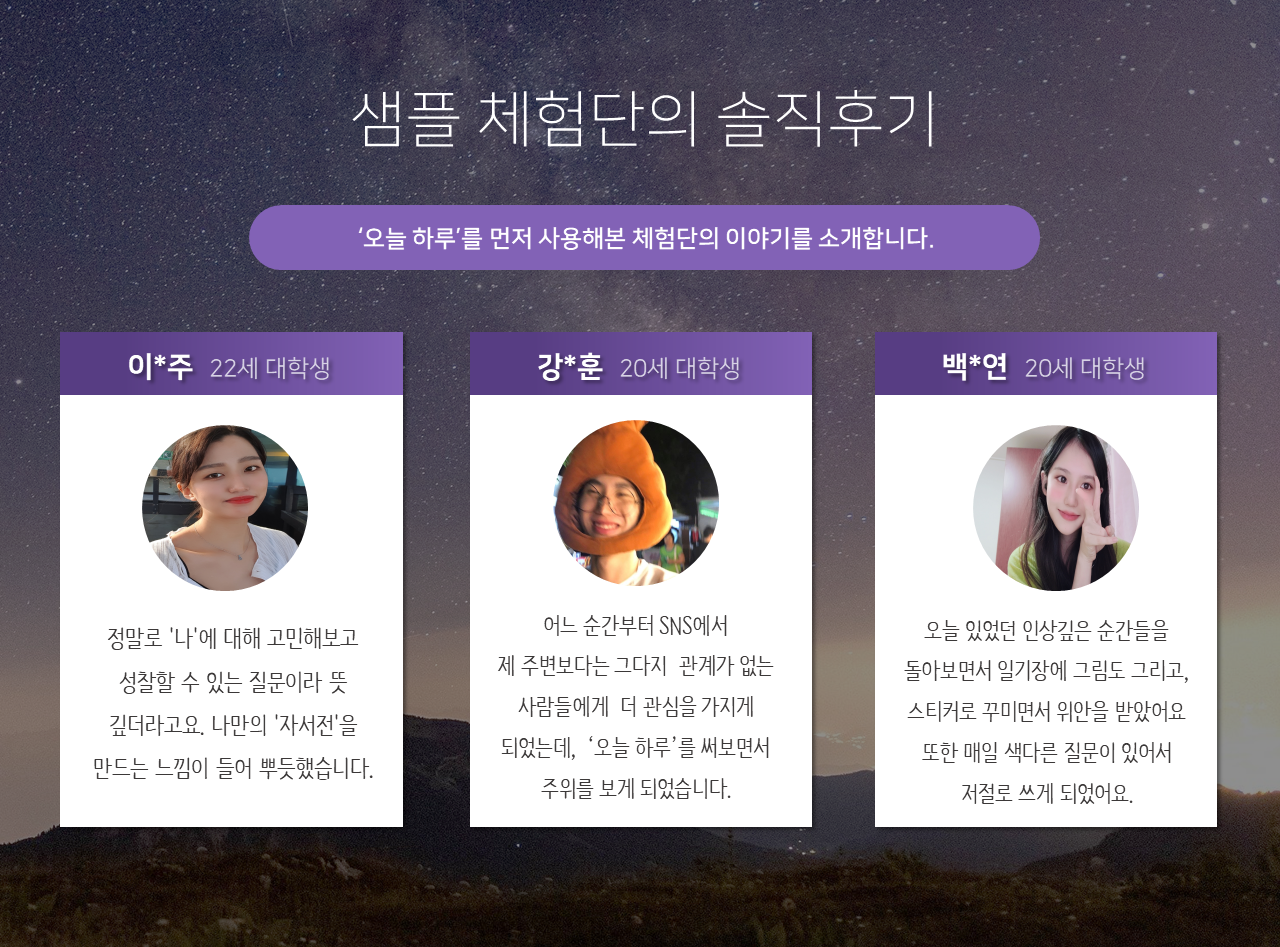 샘플 체험단의 솔직후기
‘오늘 하루’를 먼저 사용해본 체험단의 이야기를 소개합니다.
이*주 22세 대학생
정말로 '나'에 대해 고민해보고
성찰할 수 있는 질문이라 뜻
깊더라고요. 나만의 '자서전'을
만드는 느낌이 들어 뿌듯했습니다.
강*훈 20세 대학생
어느 순간부터 SNS에서
제 주변보다는 그다지 관계가 없는
사람들에게 더 관심을 가지게
되었는데, ‘오늘 하루’를 써보면서
주위를 보게 되었습니다.
백*연 20세 대학생
오늘 있었던 인상깊은 순간들을
돌아보면서 일기장에 그림도 그리고,
스티커로 꾸미면서 위안을 받았어요
또한 매일 색다른 질문이 있어서
저절로 쓰게 되었어요.